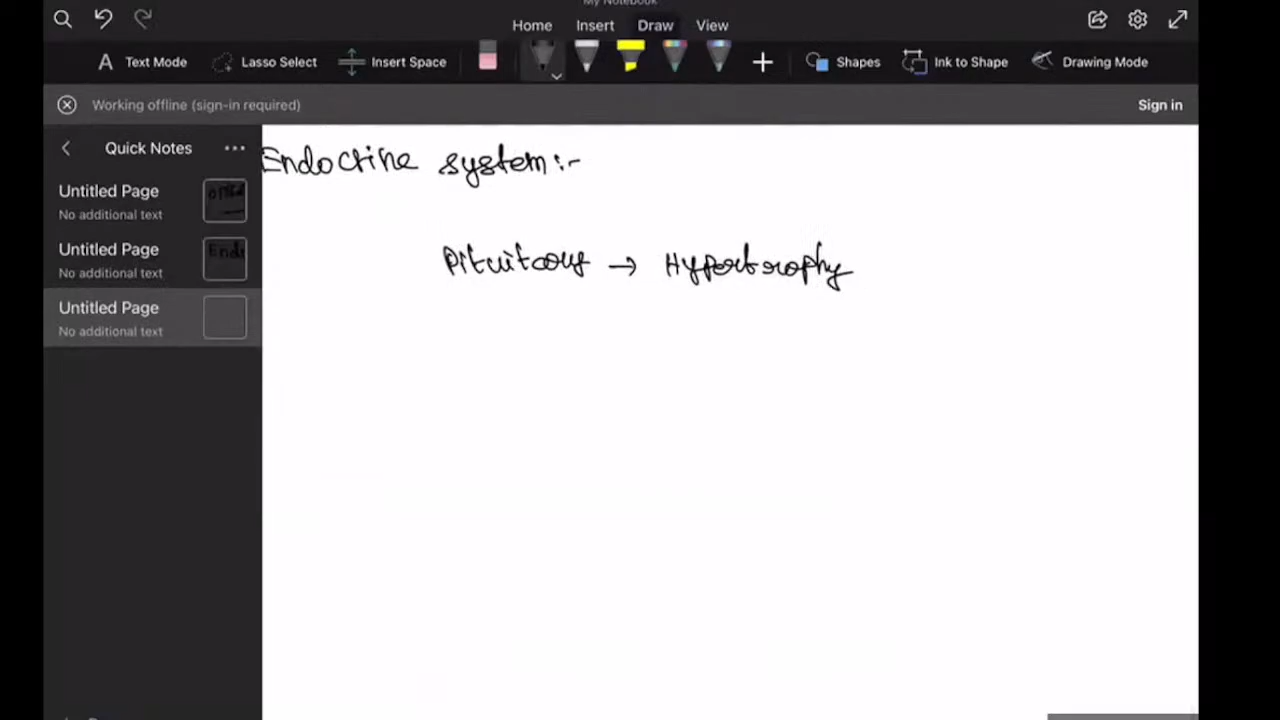 My Notebook
Home Insert Draw View
Text Mode Lasso Select Insert Space Shapes Ink to Shape Drawing Mode
Working offline (sign-in required) Sign in
Quick Notes
Untitled Page
No additional text
Untitled Page
No additional text
Untitled Page
No additional text
Endocrine system:-
Pituitary → Hypertrophy